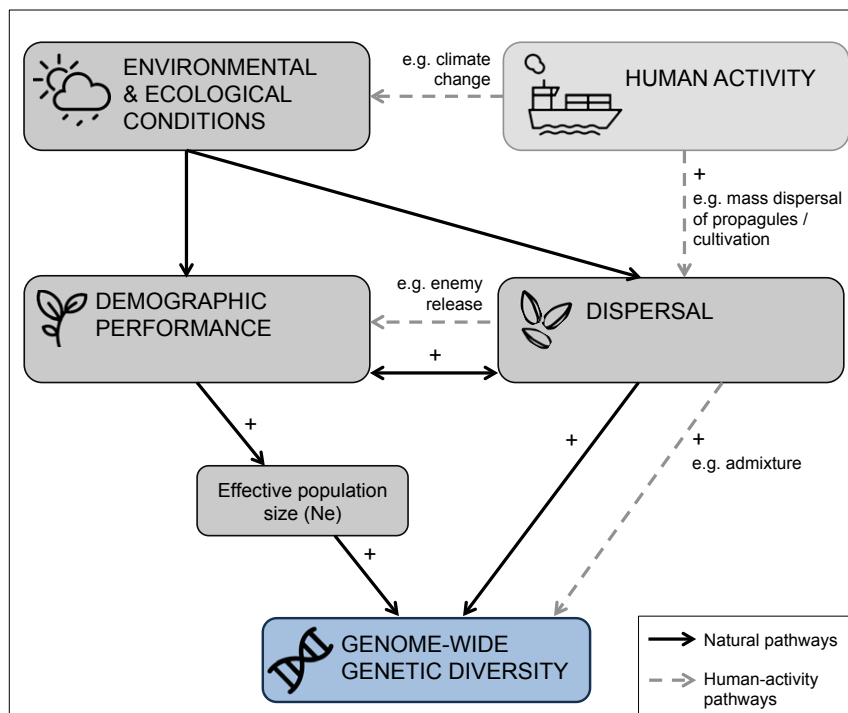 ENVIRONMENTAL
& ECOLOGICAL
CONDITIONS
e.g. climate
change
HUMAN ACTIVITY
+
e.g. mass dispersal
of propagules /
cultivation
DEMOGRAPHIC
PERFORMANCE
e.g. enemy
release
DISPERSAL
+
+
+
+
e.g. admixture
Effective population
size (Ne)
+
GENOME-WIDE
GENETIC DIVERSITY
Natural pathways
Human-activity
pathways